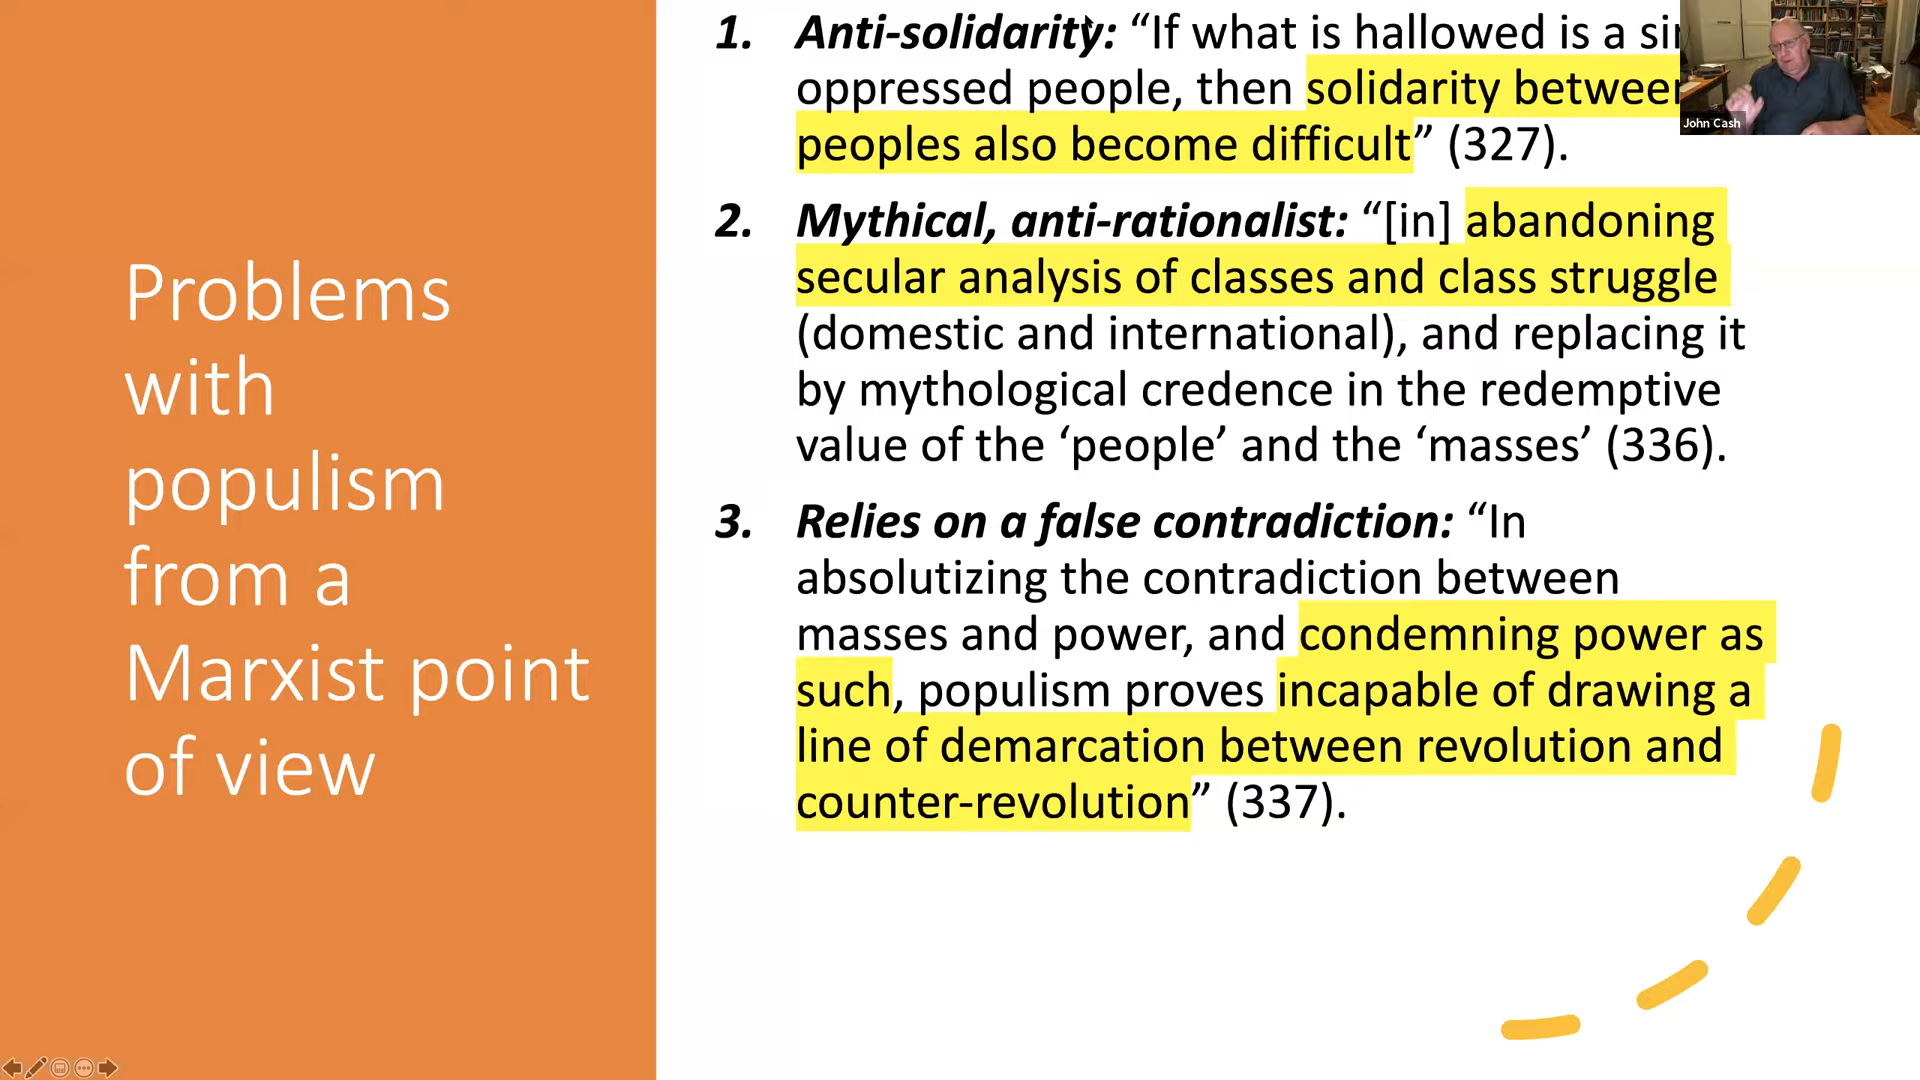 Problems
with
populism
from a
Marxist point
of view
1. Anti-solidarity: “If what is hallowed is a
oppressed people, then solidarity between
peoples also become difficult” (327).
2. Mythical, anti-rationalist: “[in] abandoning
secular analysis of classes and class struggle
(domestic and international), and replacing it
by mythological credence in the redemptive
value of the ‘people’ and the ‘masses’ (336).
3. Relies on a false contradiction: “In
absolutizing the contradiction between
masses and power, and condemning power as
such, populism proves incapable of drawing a
line of demarcation between revolution and
counter-revolution” (337).
John Cash